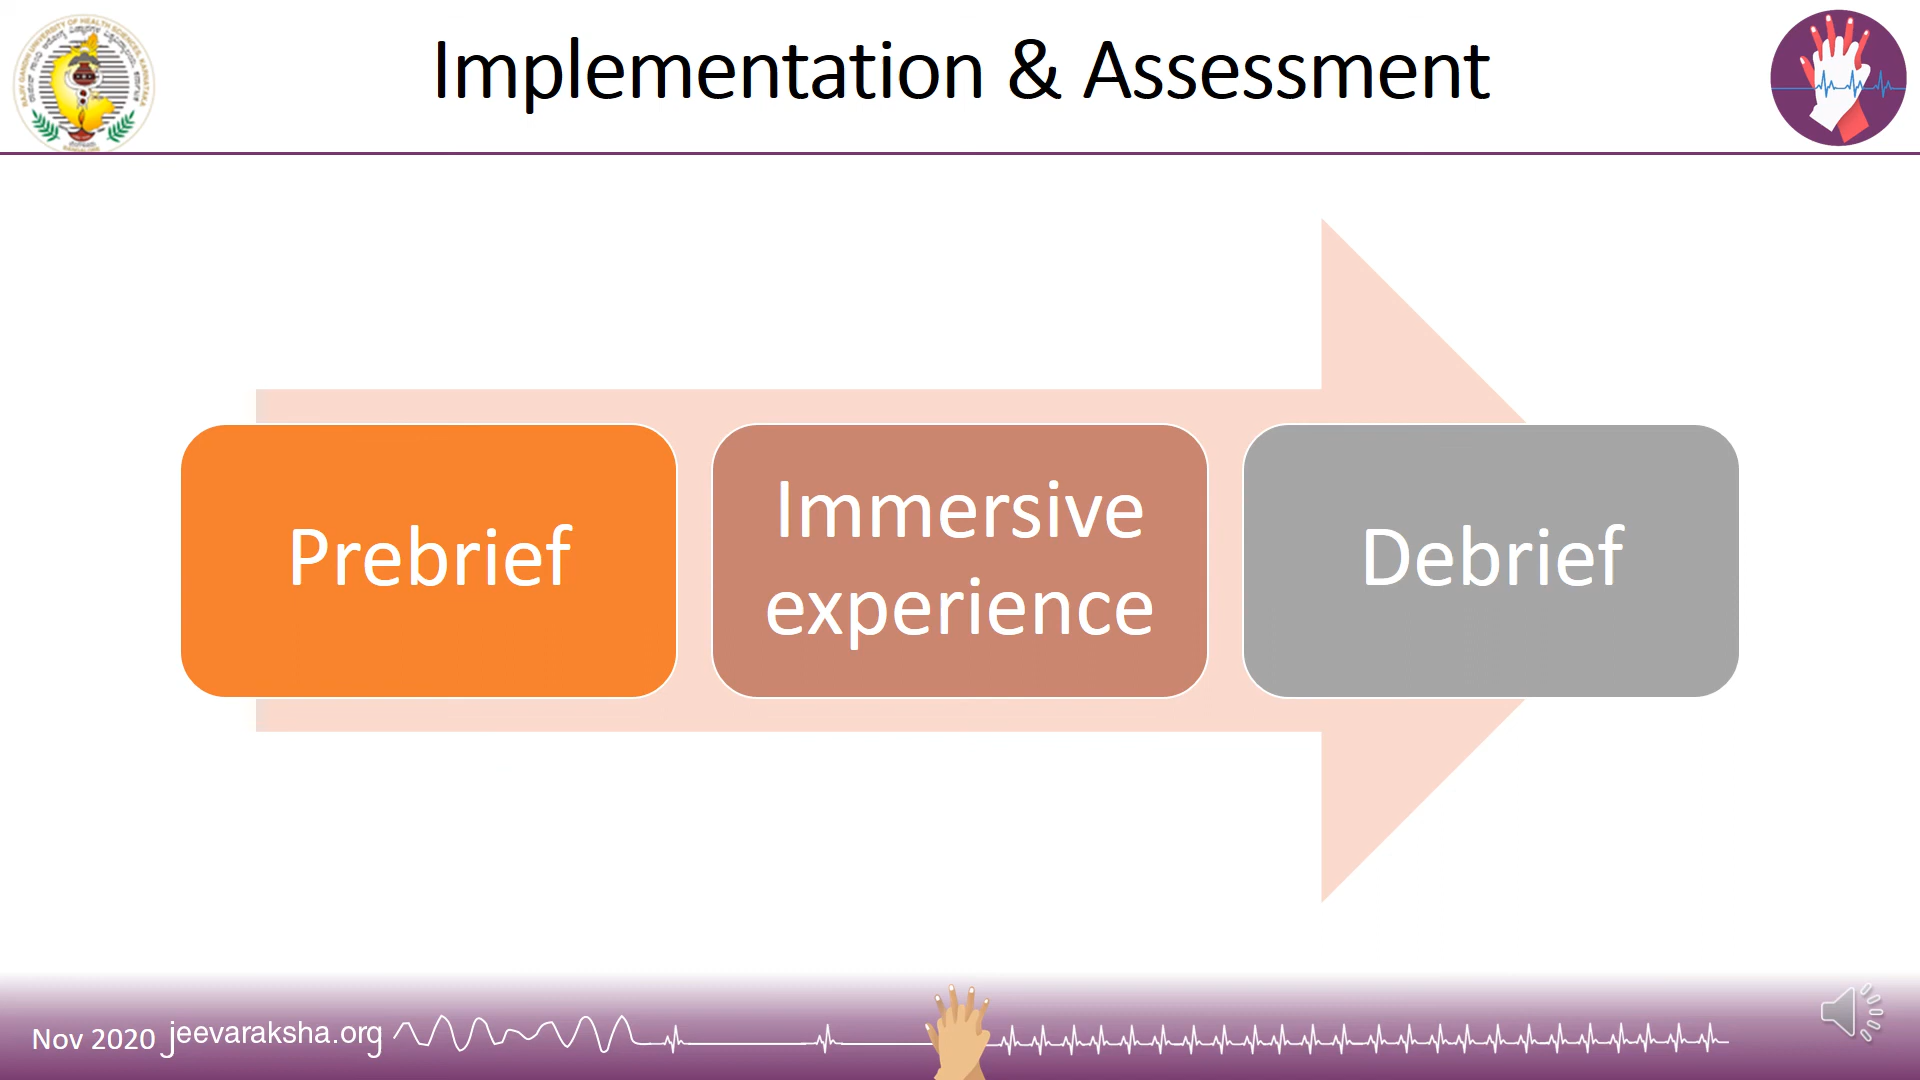 Implementation & Assessment
Prebrief
Immersive
experience
Debrief
Nov 2020 jeevaraksha.org